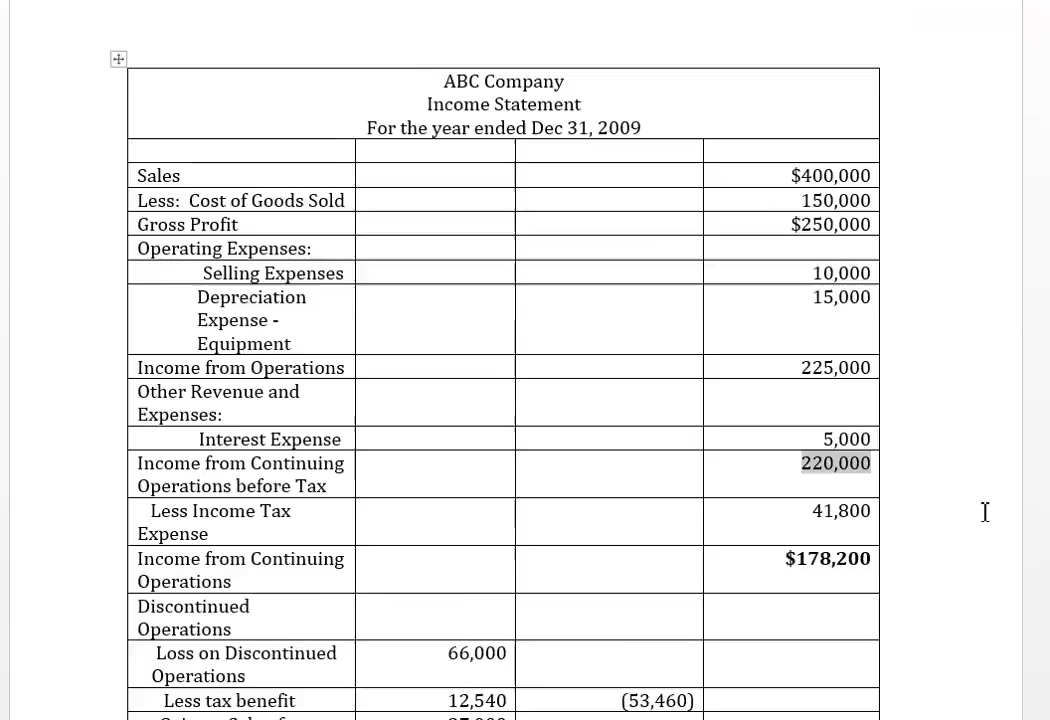 ABC Company
Income Statement
For the year ended Dec 31, 2009
Sales $400,000
Less: Cost of Goods Sold 150,000
Gross Profit $250,000
Operating Expenses:
Selling Expenses 10,000
Depreciation 15,000
Expense -
Equipment
Income from Operations 225,000
Other Revenue and
Expenses:
Interest Expense 5,000
Income from Continuing 220,000
Operations before Tax
Less Income Tax 41,800
Expense
Income from Continuing $178,200
Operations
Discontinued
Operations
Loss on Discontinued 66,000
Operations
Less tax benefit 12,540 (53,460)